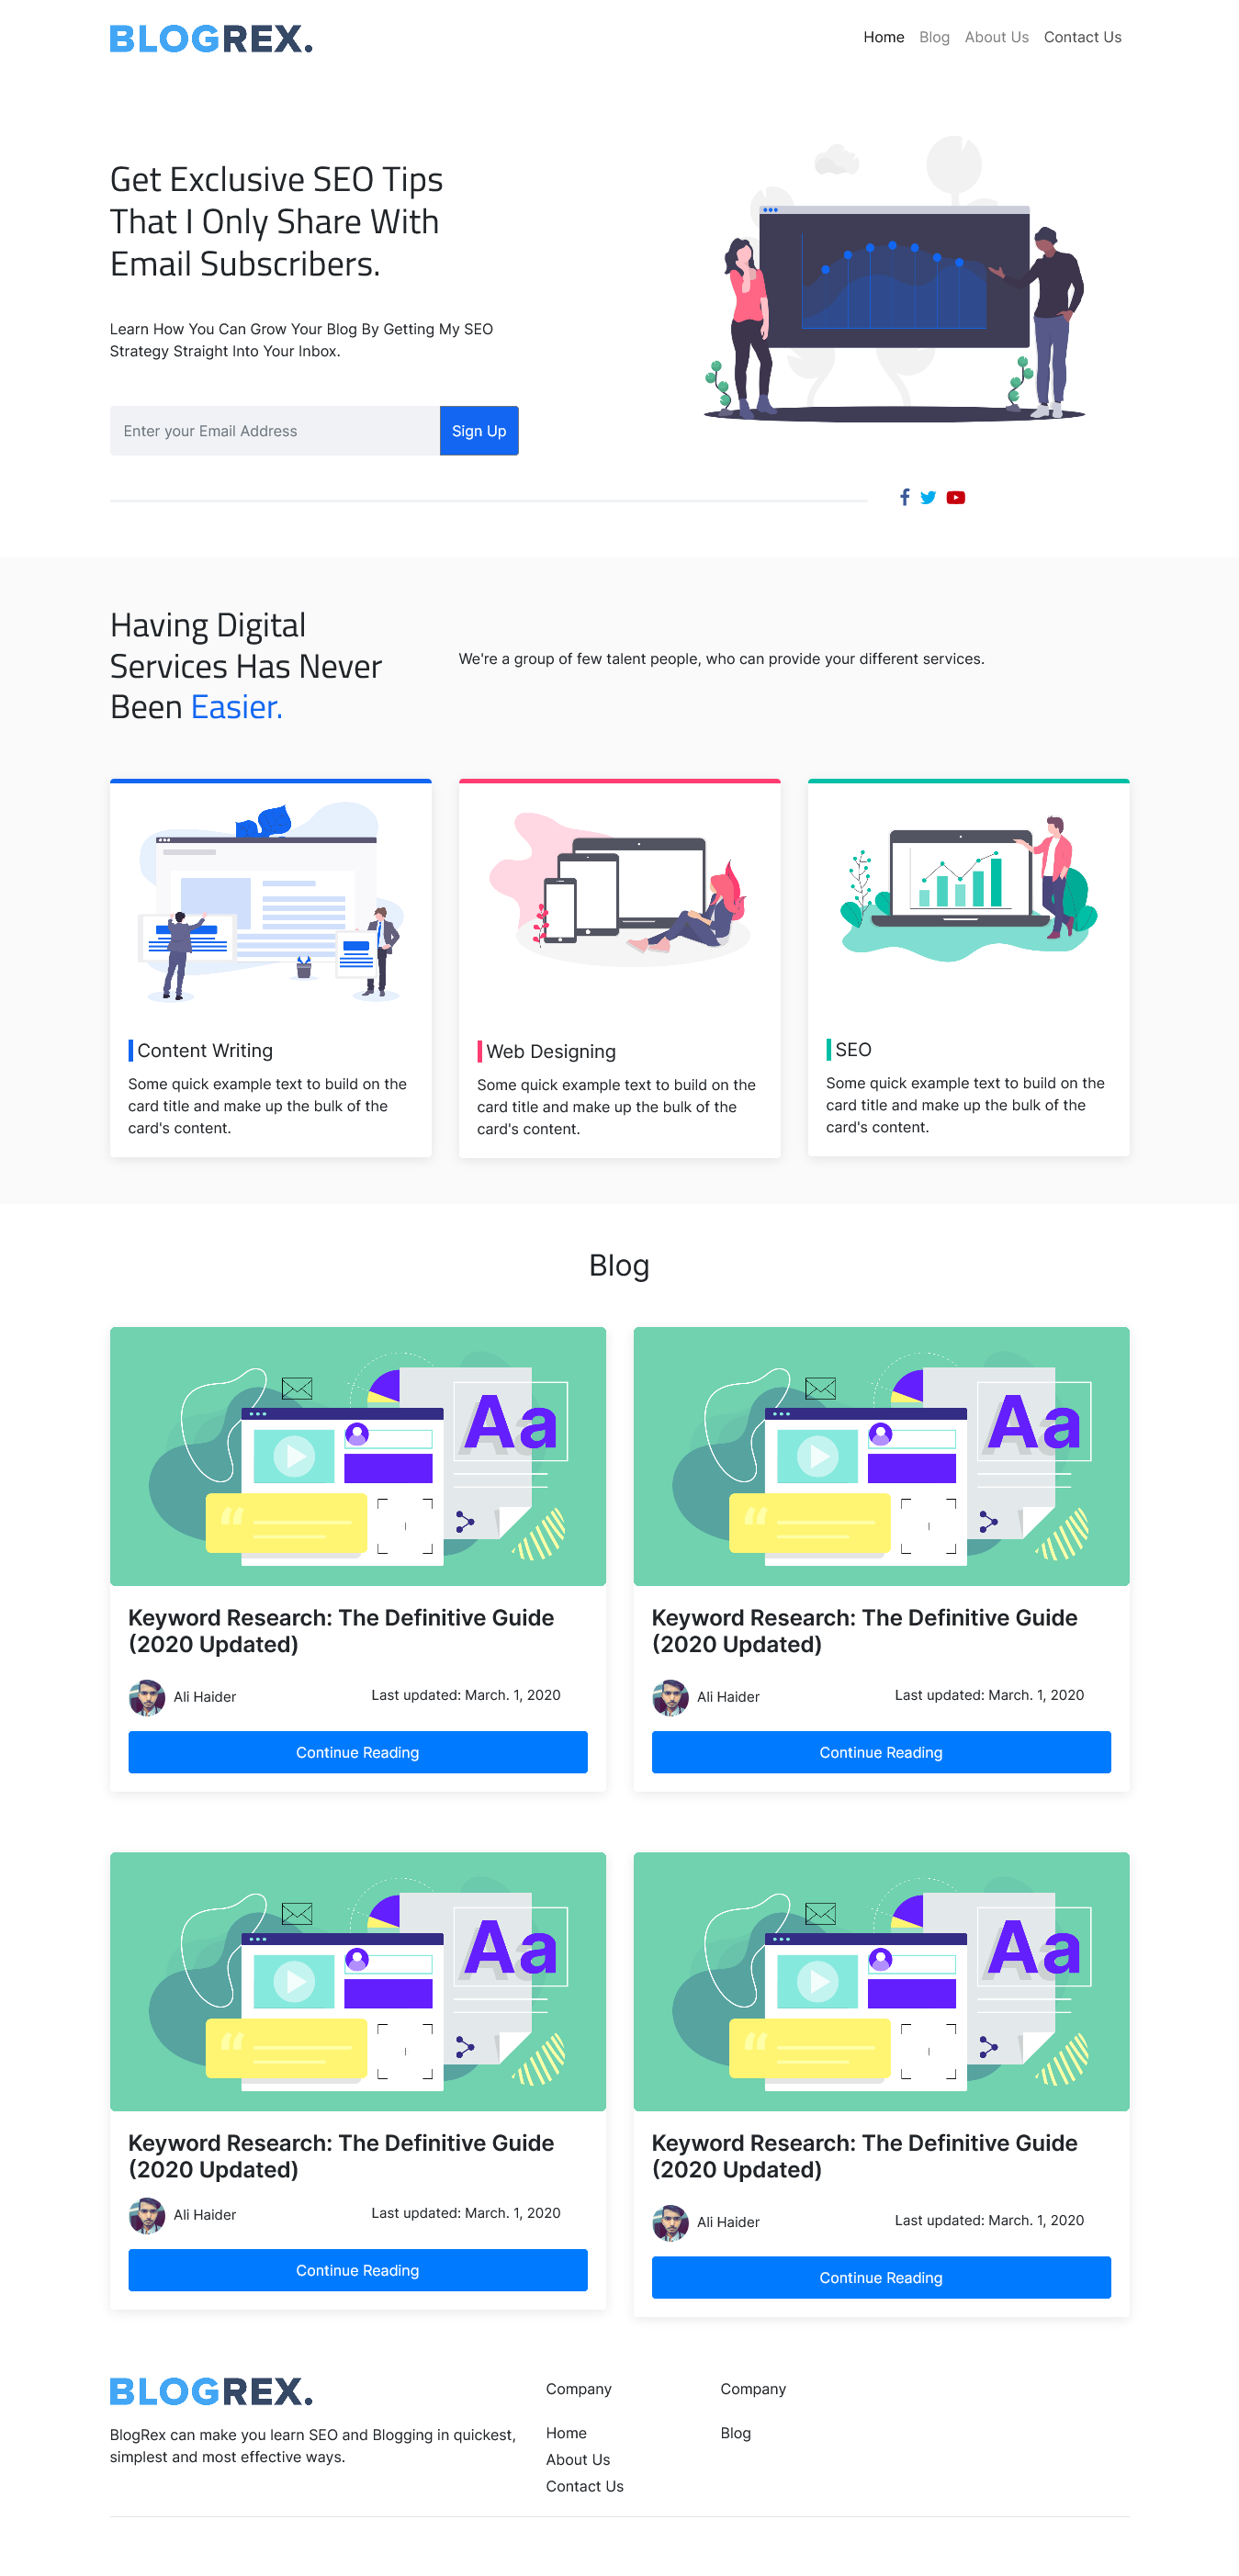 BLOGREX.
Home Blog About Us Contact Us
Get Exclusive SEO Tips
That I Only Share With
Email Subscribers.
Learn How You Can Grow Your Blog By Getting My SEO
Strategy Straight Into Your Inbox.
Enter your Email Address
Sign Up
Having Digital
Services Has Never
Been Easier.
We're a group of few talent people, who can provide your different services.
Content Writing
Some quick example text to build on the
card title and make up the bulk of the
card's content.
Web Designing
Some quick example text to build on the
card title and make up the bulk of the
card's content.
SEO
Some quick example text to build on the
card title and make up the bulk of the
card's content.
Blog
Aa
Keyword Research: The Definitive Guide
(2020 Updated)
Ali Haider
Last updated: March. 1, 2020
Continue Reading
Aa
Keyword Research: The Definitive Guide
(2020 Updated)
Ali Haider
Last updated: March. 1, 2020
Continue Reading
Aa
Keyword Research: The Definitive Guide
(2020 Updated)
Ali Haider
Last updated: March. 1, 2020
Continue Reading
Aa
Keyword Research: The Definitive Guide
(2020 Updated)
Ali Haider
Last updated: March. 1, 2020
Continue Reading
BLOGREX.
BlogRex can make you learn SEO and Blogging in quickest,
simplest and most effective ways.
Company
Home
About Us
Contact Us
Company
Blog